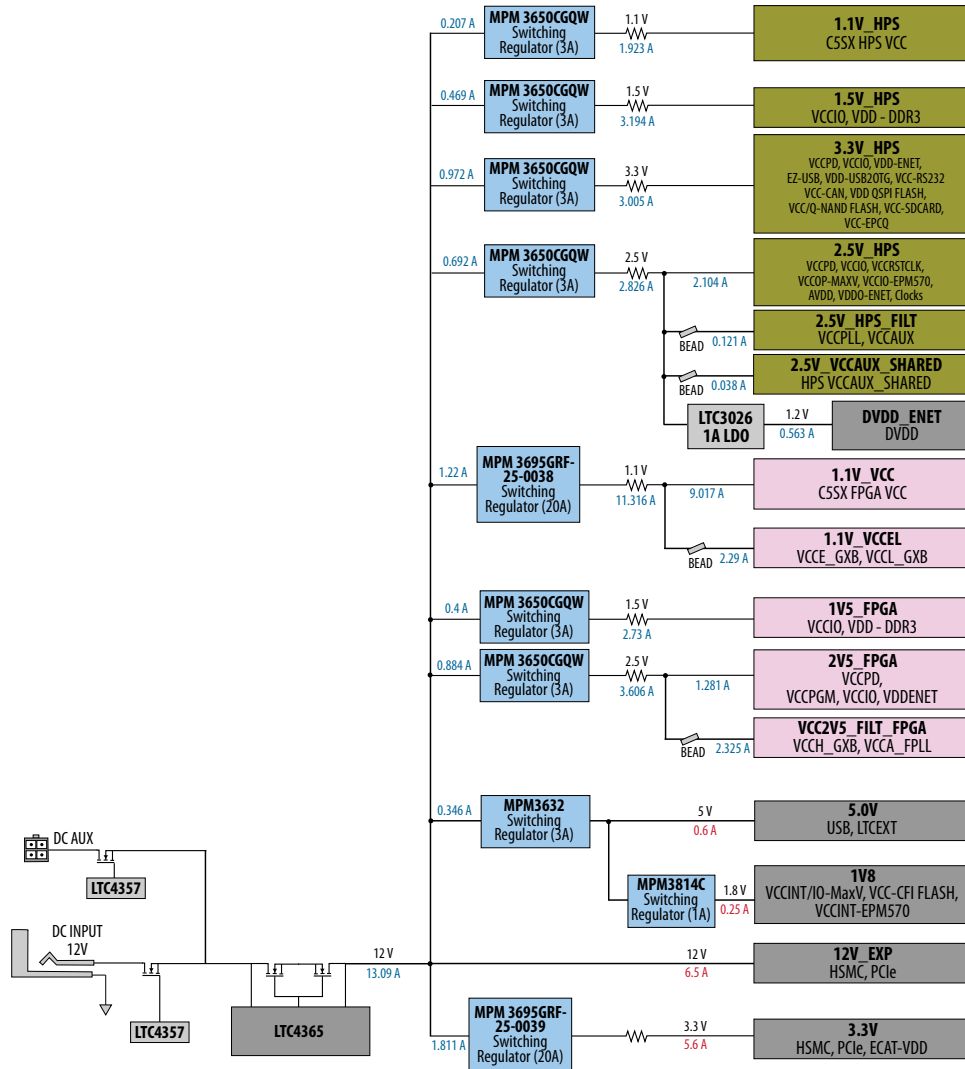 0.207 A
MPM 3650CGQW
Switching
Regulator (3A)
1.1 V
1.923 A
1.1V_HPS
C5SX HPS VCC
0.469 A
MPM 3650CGQW
Switching
Regulator (3A)
1.5 V
3.194 A
1.5V_HPS
VCCIO, VDD - DDR3
0.972 A
MPM 3650CGQW
Switching
Regulator (3A)
3.3 V
3.005 A
3.3V_HPS
VCCPD, VCCIO, VDD-ENET,
EZ-USB, VDD-USB2OTG, VCC-RS232
VCC-CAN, VDD QSPI FLASH,
VCC/Q-NAND FLASH, VCC-SDCARD,
VCC-EPCQ
0.692 A
MPM 3650CGQW
Switching
Regulator (3A)
2.5 V
2.826 A
2.104 A
2.5V_HPS
VCCPD, VCCIO, VCCRSTCLK,
VCCOP-MAXV, VCCIO-EPM570,
AVDD, VDDO-ENET, Clocks
BEAD
0.121 A
2.5V_HPS_FILT
VCCPLL, VCCAUX
BEAD
0.038 A
2.5V_VCCAUX_SHARED
HPS VCCAUX_SHARED
LTC3026
1A LDO
1.2 V
0.563 A
DVDD_ENET
DVDD
1.22 A
MPM 3695GRF-
25-0038
Switching
Regulator (20A)
1.1 V
11.316 A
9.017 A
1.1V_VCC
C5SX FPGA VCC
BEAD
2.29 A
1.1V_VCCEL
VCCE_GXB, VCCL_GXB
0.4 A
MPM 3650CGQW
Switching
Regulator (3A)
1.5 V
2.73 A
1V5_FPGA
VCCIO, VDD - DDR3
0.884 A
MPM 3650CGQW
Switching
Regulator (3A)
2.5 V
3.606 A
1.281 A
2V5_FPGA
VCCPD,
VCCPGM, VCCIO, VDDENET
BEAD
2.325 A
VCC2V5_FILT_FPGA
VCCH_GXB, VCCA_FPLL
0.346 A
MPM3632
Switching
Regulator (3A)
5 V
0.6 A
5.0V
USB, LTCEXT
MPM3814C
Switching
Regulator (1A)
1.8 V
0.25 A
1V8
VCCINT/IO-MaxV, VCC-CFI FLASH,
VCCINT-EPM570
DC AUX
LTC4357
DC INPUT
12V
LTC4357
LTC4365
12 V
13.09 A
12 V
6.5 A
12V_EXP
HSMC, PCIe
1.811 A
MPM 3695GRF-
25-0039
Switching
Regulator (20A)
3.3 V
5.6 A
3.3V
HSMC, PCIe, ECAT-VDD